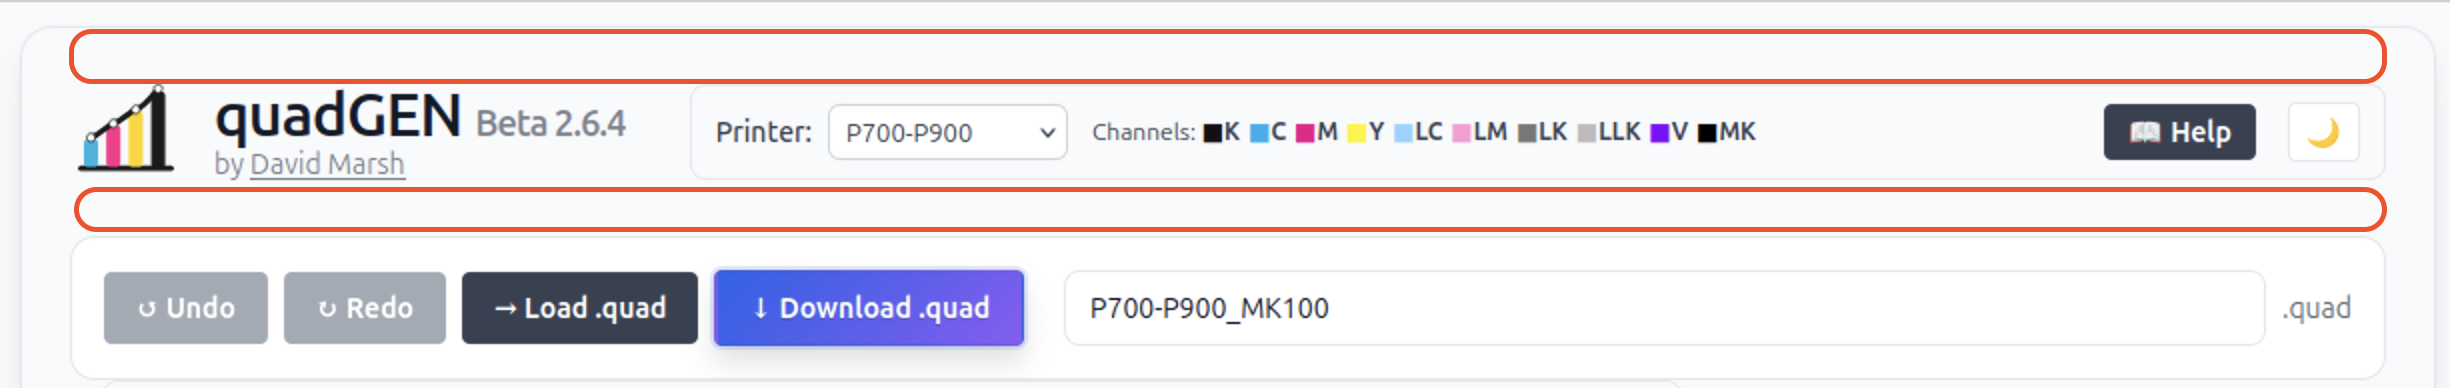 quadGEN Beta 2.6.4
by David Marsh
Printer: P700-P900 Channels: K C M Y LC LM LK LLK V MK
📖 Help 🌙
↺ Undo ↻ Redo → Load .quad ↓ Download .quad P700-P900_MK100 .quad